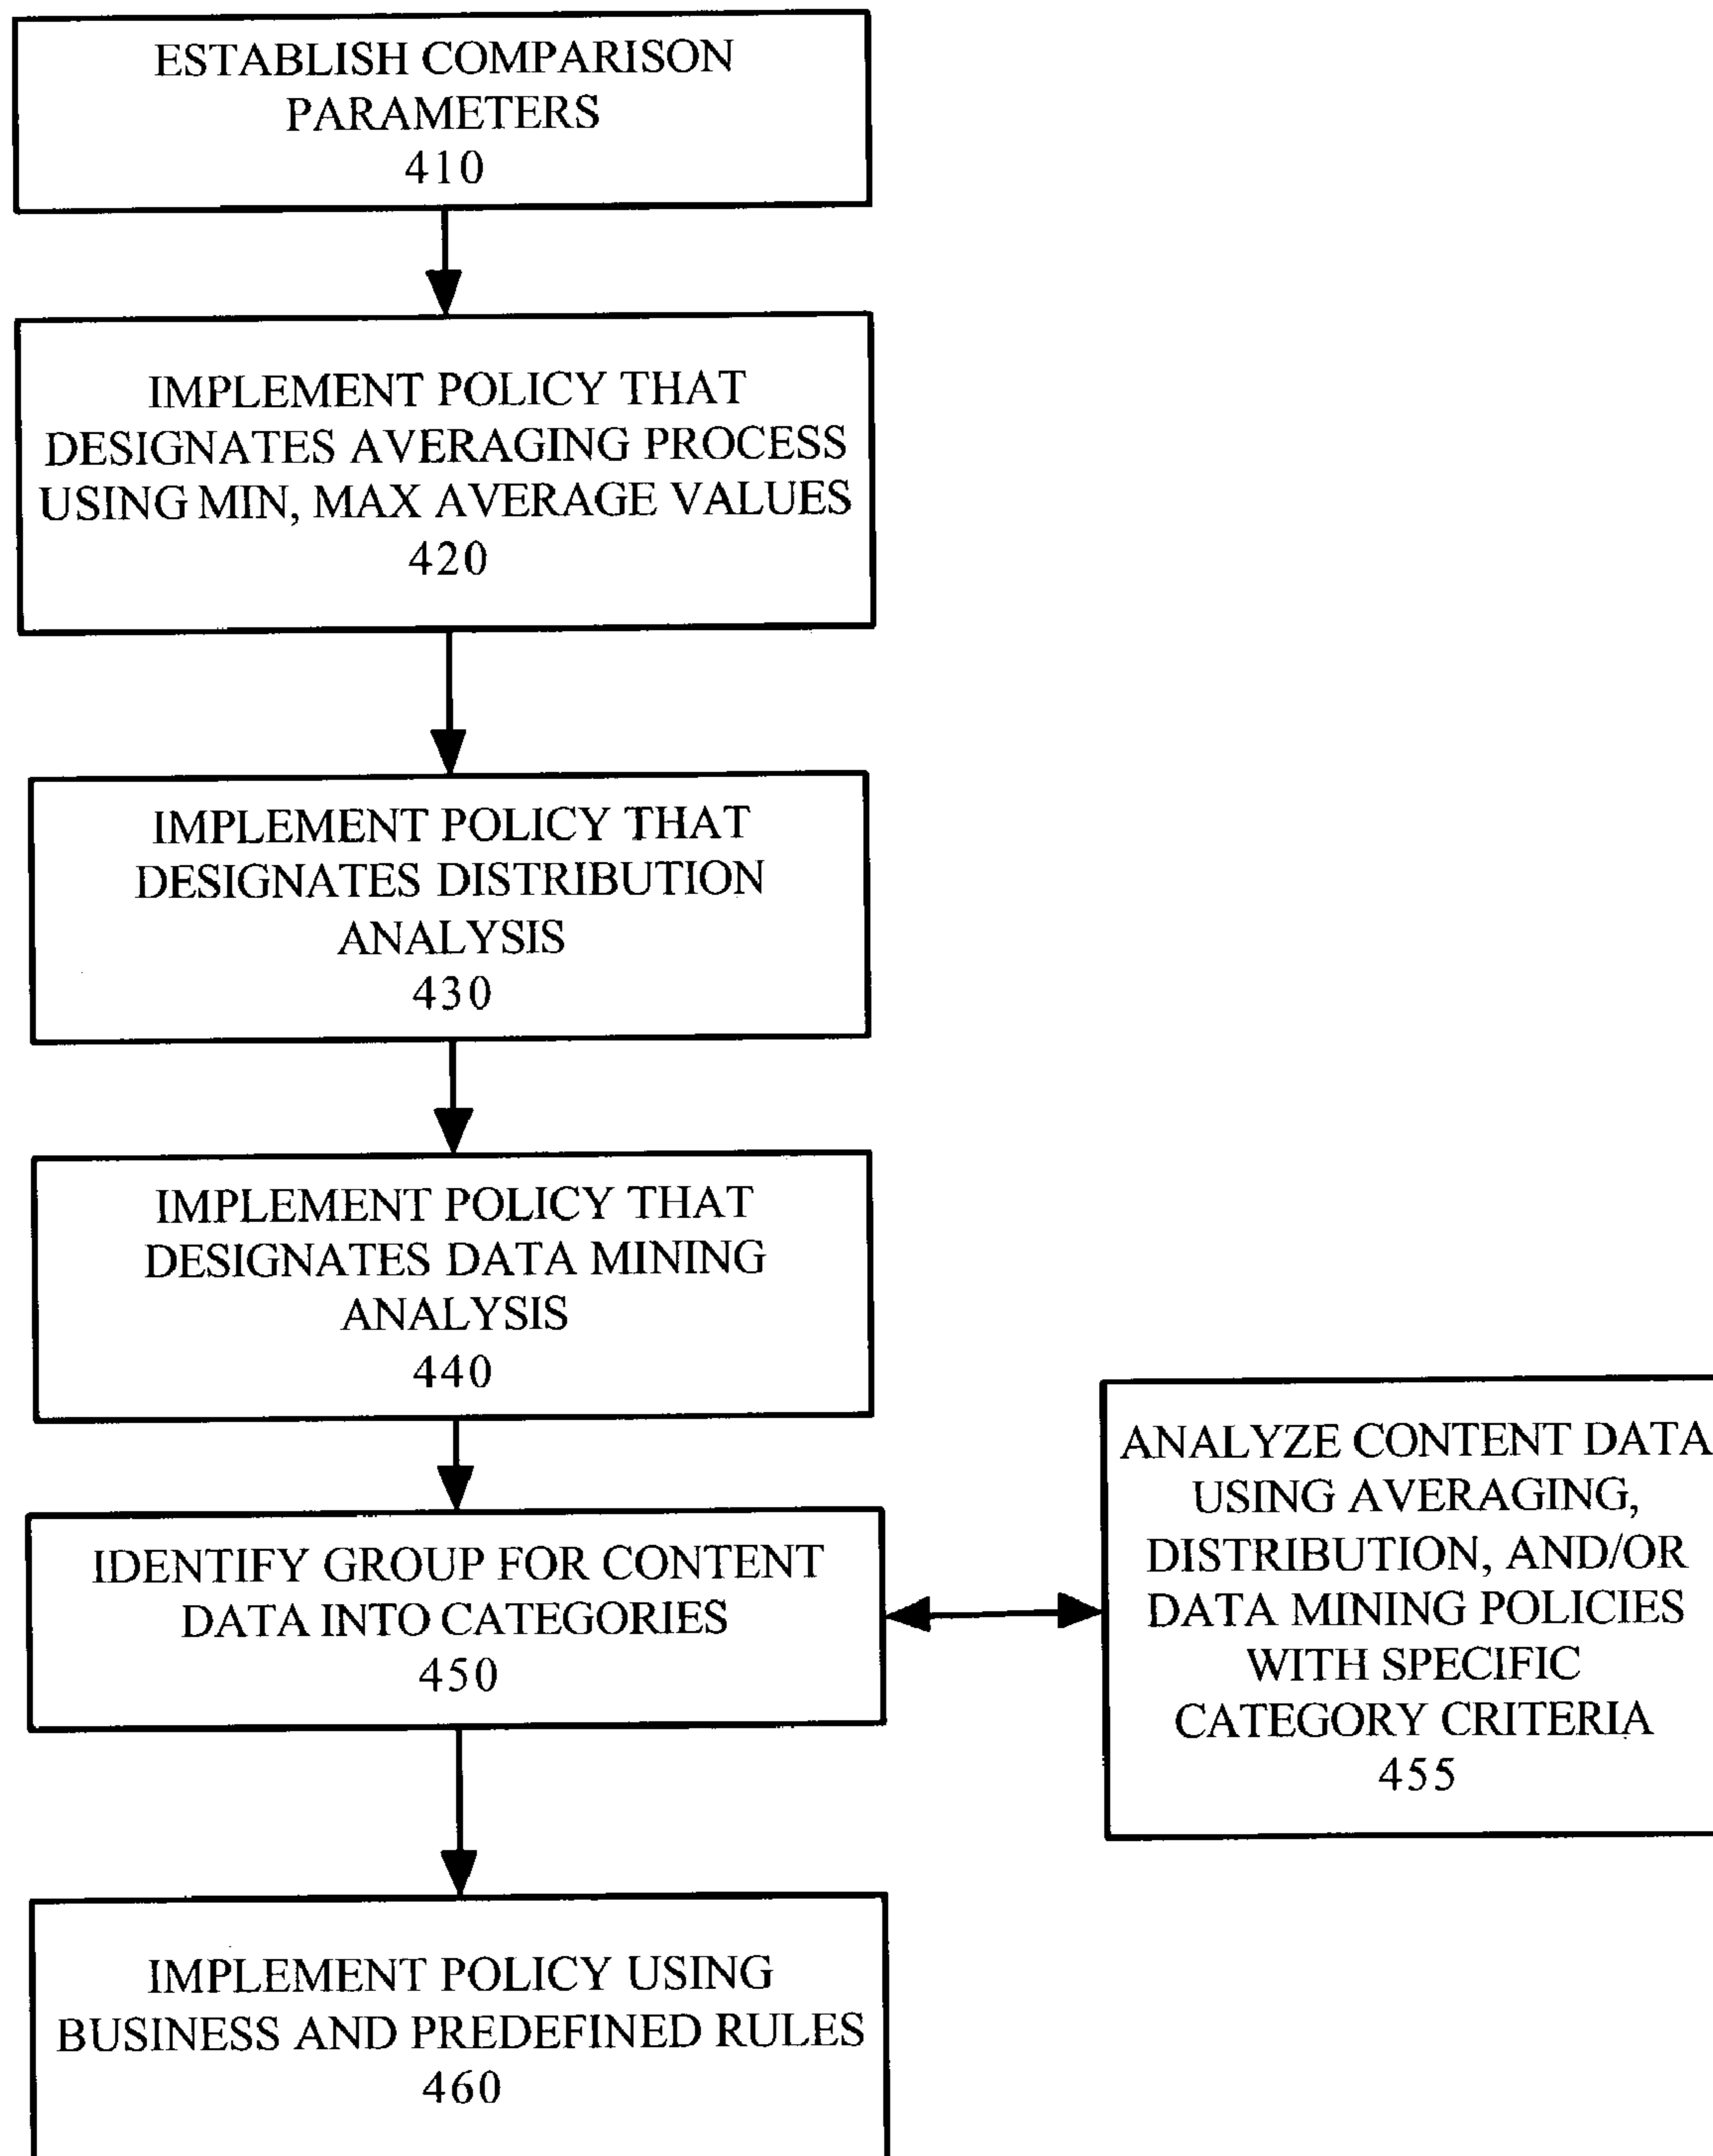 ESTABLISH COMPARISON
PARAMETERS
410
IMPLEMENT POLICY THAT
DESIGNATES AVERAGING PROCESS
USING MIN, MAX AVERAGE VALUES
420
IMPLEMENT POLICY THAT
DESIGNATES DISTRIBUTION
ANALYSIS
430
IMPLEMENT POLICY THAT
DESIGNATES DATA MINING
ANALYSIS
440
IDENTIFY GROUP FOR CONTENT
DATA INTO CATEGORIES
450
ANALYZE CONTENT DATA
USING AVERAGING,
DISTRIBUTION, AND/OR
DATA MINING POLICIES
WITH SPECIFIC
CATEGORY CRITERIA
455
IMPLEMENT POLICY USING
BUSINESS AND PREDEFINED RULES
460